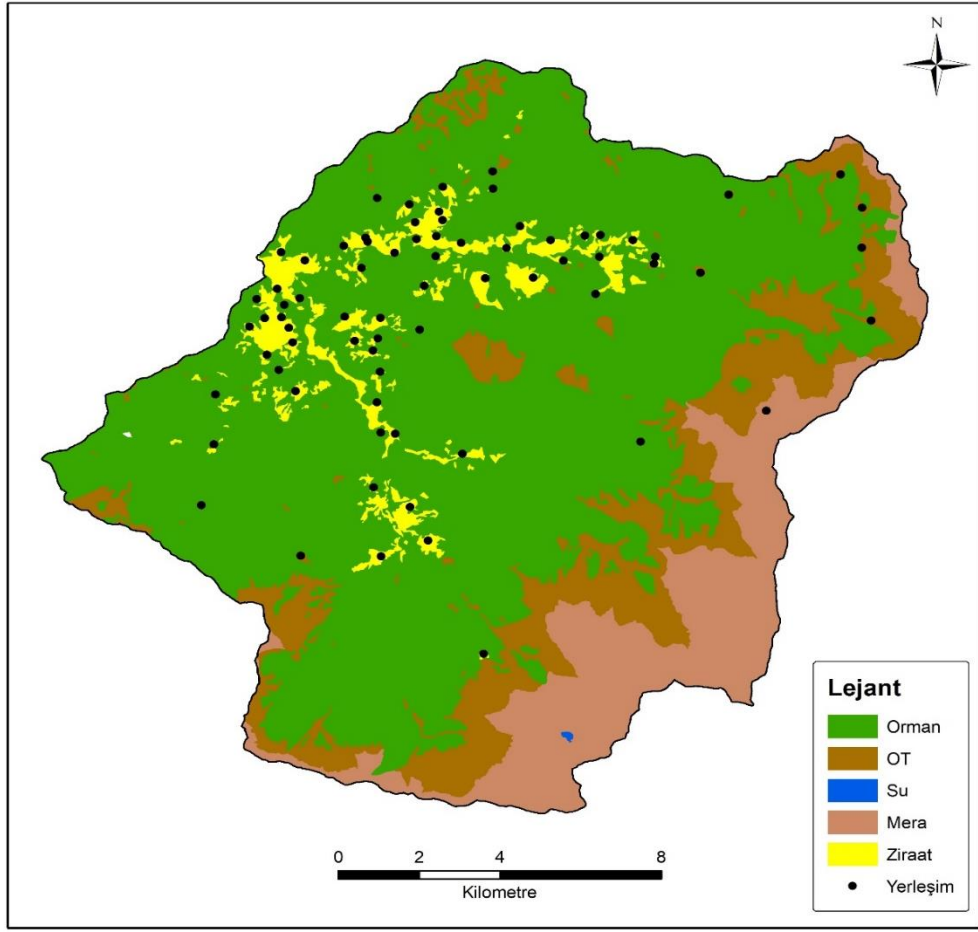 N
Lejant
Orman
OT
Su
Mera
Ziraat
Yerleşim
0 2 4 8
Kilometre